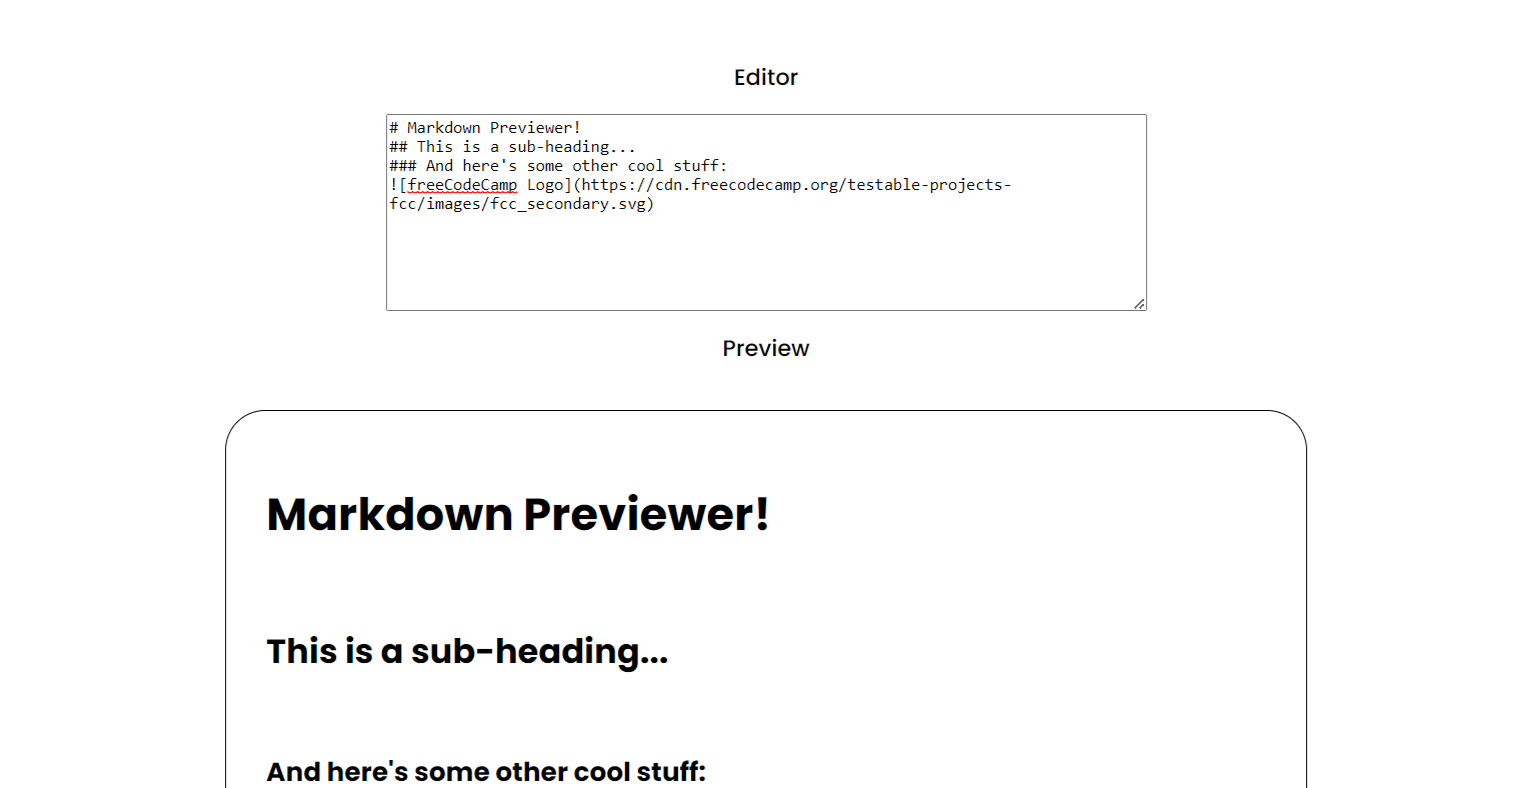 Editor
# Markdown Previewer!
## This is a sub-heading...
### And here's some other cool stuff:
![freeCodeCamp Logo](https://cdn.freecodecamp.org/testable-projects-
fcc/images/fcc_secondary.svg)
Preview
Markdown Previewer!
This is a sub-heading...
And here's some other cool stuff: